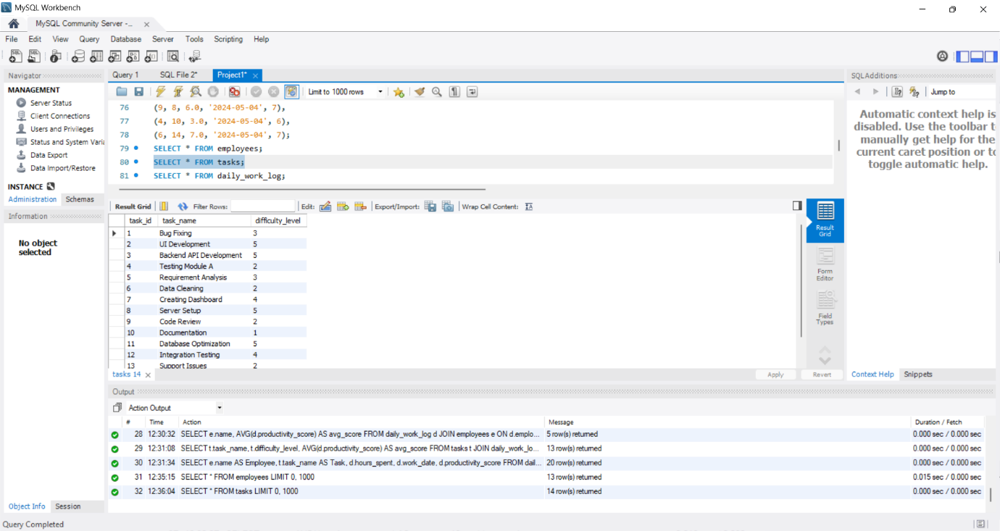 MySQL Workbench
MySQL Community Server -...
File Edit View Query Database Server Tools Scripting Help
Navigator
MANAGEMENT
Server Status
Client Connections
Users and Privileges
Status and System Varia
Data Export
Data Import/Restore
INSTANCE
Administration Schemas
Information
No object
selected
Object Info Session
Query 1 SQL File 2* Project1*
Limit to 1000 rows
76 (9, 8, 6.0, '2024-05-04', 7),
77 (4, 10, 3.0, '2024-05-04', 6),
78 (6, 14, 7.0, '2024-05-04', 7);
79 SELECT * FROM employees;
80 SELECT * FROM tasks;
81 SELECT * FROM daily_work_log;
Result Grid Filter Rows: Edit: Export/Import: Wrap Cell Content:
task_id task_name difficulty_level
1 Bug Fixing 3
2 UI Development 5
3 Backend API Development 5
4 Testing Module A 2
5 Requirement Analysis 3
6 Data Cleaning 2
7 Creating Dashboard 4
8 Server Setup 5
9 Code Review 2
10 Documentation 1
11 Database Optimization 5
12 Integration Testing 4
13 Support Issues 2
Result
Grid
Form
Editor
Field
Types
tasks 14 Apply Revert
SQLAdditions
Jump to
Automatic context help is
disabled. Use the toolbar t
manually get help for the
current caret position or to
toggle automatic help.
Context Help Snippets
Output
Action Output
# Time Action Message Duration / Fetch
28 12:30:32 SELECT e.name, AVG(d.productivity_score) AS avg_score FROM daily_work_log d JOIN employees e ON d.emplo... 5 row(s) returned 0.000 sec / 0.000 sec
29 12:31:08 SELECT t.task_name, t.difficulty_level, AVG(d.productivity_score) AS avg_score FROM tasks t JOIN daily_work_lo... 13 row(s) returned 0.000 sec / 0.000 sec
30 12:31:34 SELECT e.name AS Employee, t.task_name AS Task, d.hours_spent, d.work_date, d.productivity_score FROM dail... 20 row(s) returned 0.000 sec / 0.000 sec
31 12:35:15 SELECT * FROM employees LIMIT 0, 1000 13 row(s) returned 0.015 sec / 0.000 sec
32 12:36:04 SELECT * FROM tasks LIMIT 0, 1000 14 row(s) returned 0.000 sec / 0.000 sec
Query Completed